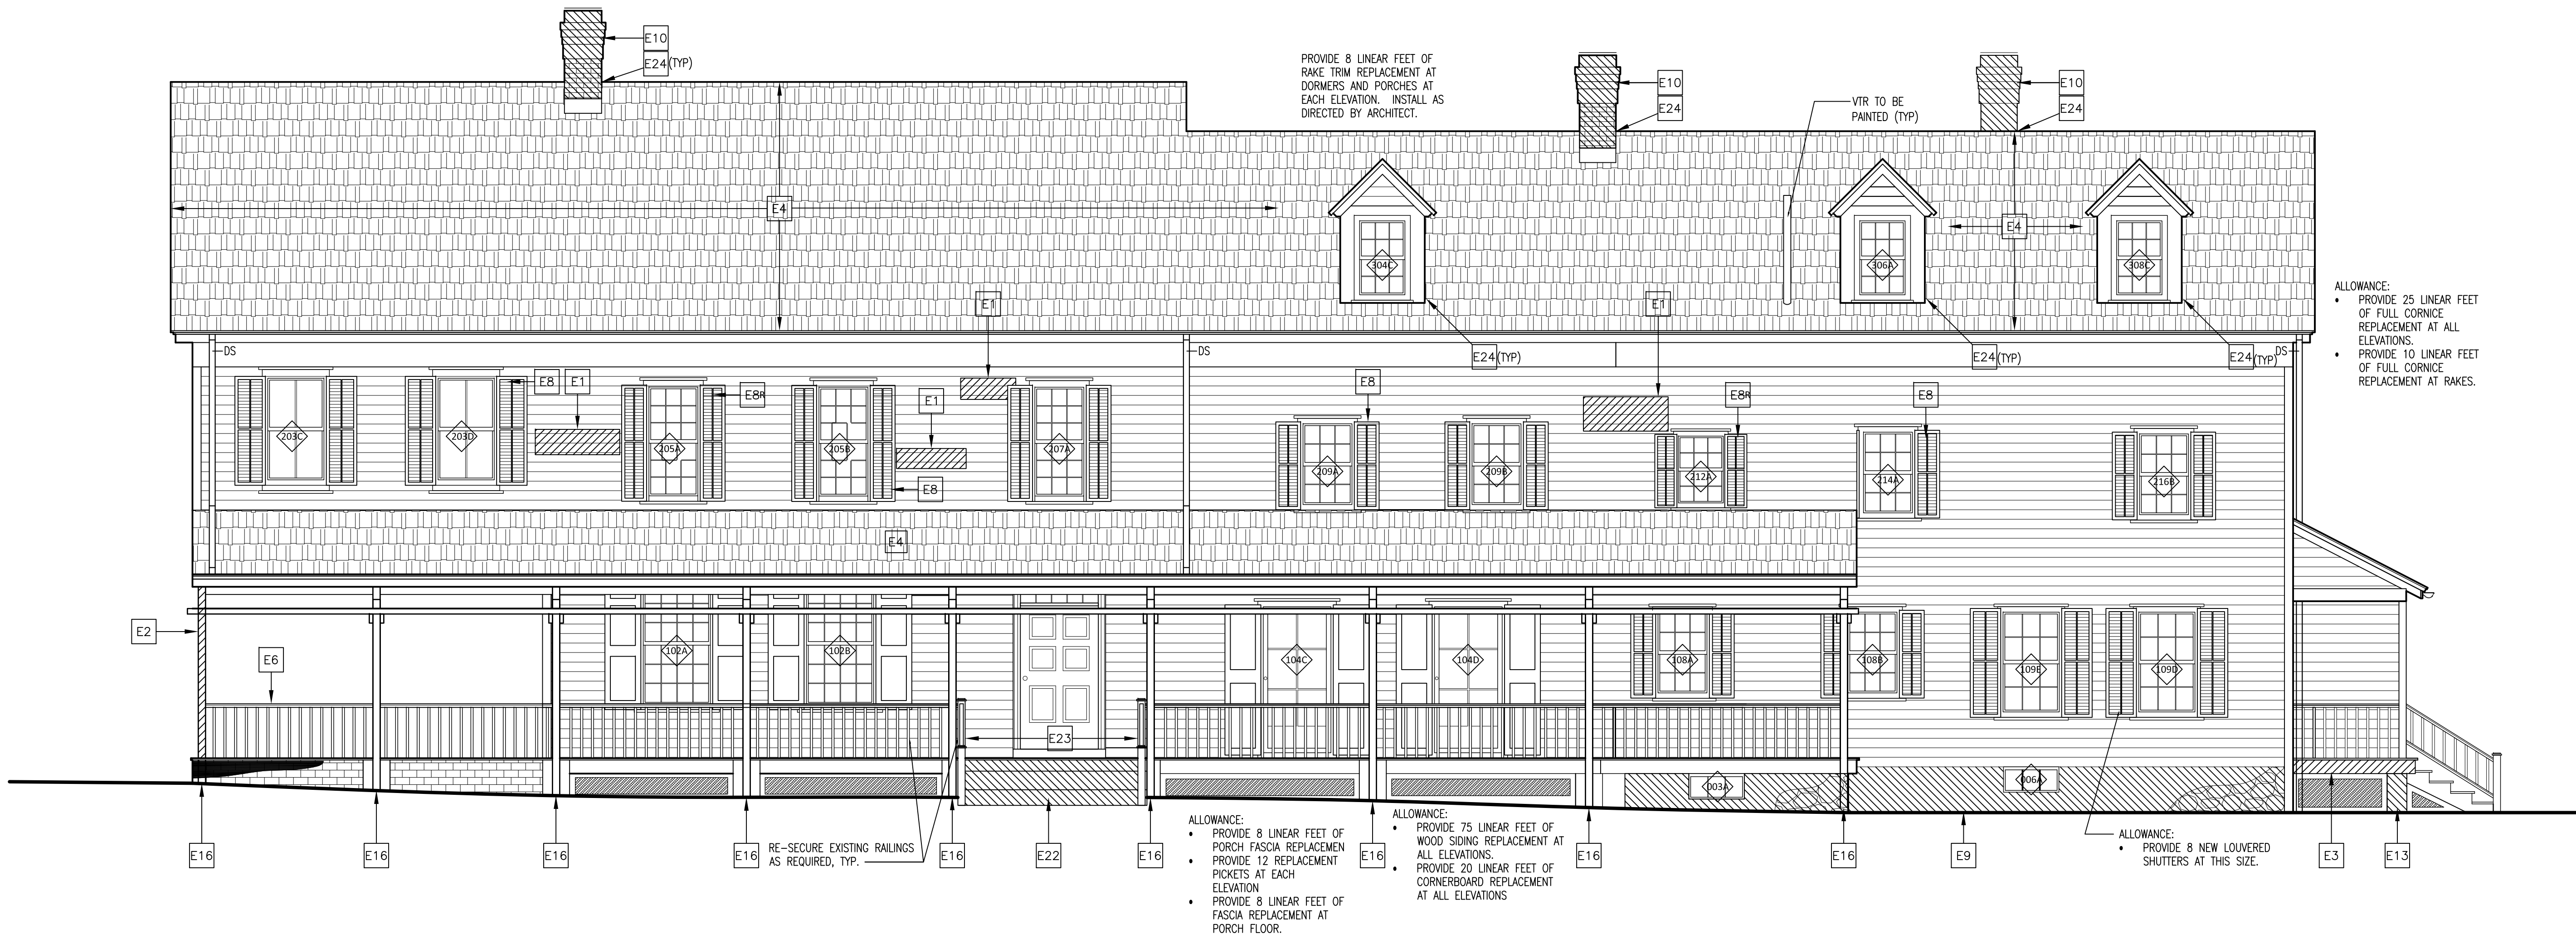 E10
E24 (TYP)
PROVIDE 8 LINEAR FEET OF
RAKE TRIM REPLACEMENT AT
DORMERS AND PORCHES AT
EACH ELEVATION. INSTALL AS
DIRECTED BY ARCHITECT.
E10
E24
VTR TO BE
PAINTED (TYP)
E10
E24
E4
E4
304C
306A
308C
E1
E1
ALLOWANCE:
• PROVIDE 25 LINEAR FEET
OF FULL CORNICE
REPLACEMENT AT ALL
ELEVATIONS.
• PROVIDE 10 LINEAR FEET
OF FULL CORNICE
REPLACEMENT AT RAKES.
DS
DS
E24 (TYP)
E24 (TYP)
E24 (TYP)
DS
E8
E1
E8R
E1
E8
E8R
E8
203C
203D
205A
205B
207A
209A
209B
212A
214A
216B
E8
E4
E2
E6
102A
102B
104C
104D
108A
108B
109E
109D
E23
003A
006A
E16
E16
E16
E16
RE-SECURE EXISTING RAILINGS
AS REQUIRED, TYP.
E16
E22
E16
ALLOWANCE:
• PROVIDE 8 LINEAR FEET OF
PORCH FASCIA REPLACEMEN
• PROVIDE 12 REPLACEMENT
PICKETS AT EACH
ELEVATION
• PROVIDE 8 LINEAR FEET OF
FASCIA REPLACEMENT AT
PORCH FLOOR.
E16
ALLOWANCE:
• PROVIDE 75 LINEAR FEET OF
WOOD SIDING REPLACEMENT AT
ALL ELEVATIONS.
• PROVIDE 20 LINEAR FEET OF
CORNERBOARD REPLACEMENT
AT ALL ELEVATIONS
E16
E16
E9
ALLOWANCE:
• PROVIDE 8 NEW LOUVERED
SHUTTERS AT THIS SIZE.
E3
E13